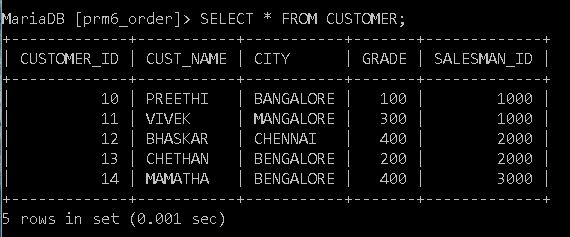 MariaDB [prm6_order]> SELECT * FROM CUSTOMER;
+-------------+-----------+-----------+-------+-------------+
| CUSTOMER_ID | CUST_NAME | CITY      | GRADE | SALESMAN_ID |
+-------------+-----------+-----------+-------+-------------+
|          10 | PREETHI   | BANGALORE |   100 |        1000 |
|          11 | VIVEK     | MANGALORE |   300 |        1000 |
|          12 | BHASKAR   | CHENNAI   |   400 |        2000 |
|          13 | CHETHAN   | BENGALORE |   200 |        2000 |
|          14 | MAMATHA   | BENGALORE |   400 |        3000 |
+-------------+-----------+-----------+-------+-------------+
5 rows in set (0.001 sec)